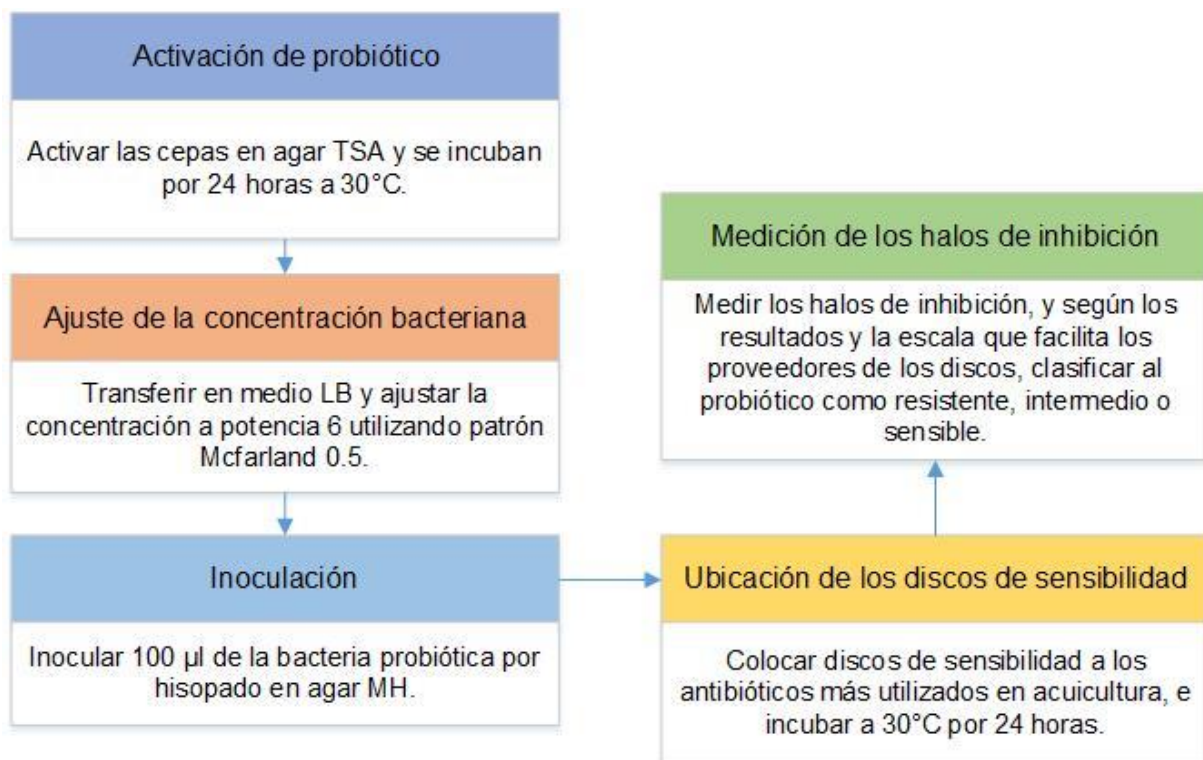 Activación de probiótico
Activar las cepas en agar TSA y se incuban
por 24 horas a 30°C.
Ajuste de la concentración bacteriana
Transferir en medio LB y ajustar la
concentración a potencia 6 utilizando patrón
Mcfarland 0.5.
Inoculación
Inocular 100 µl de la bacteria probiótica por
hisopado en agar MH.
Ubicación de los discos de sensibilidad
Colocar discos de sensibilidad a los
antibióticos más utilizados en acuicultura, e
incubar a 30°C por 24 horas.
Medición de los halos de inhibición
Medir los halos de inhibición, y según los
resultados y la escala que facilita los
proveedores de los discos, clasificar al
probiótico como resistente, intermedio o
sensible.